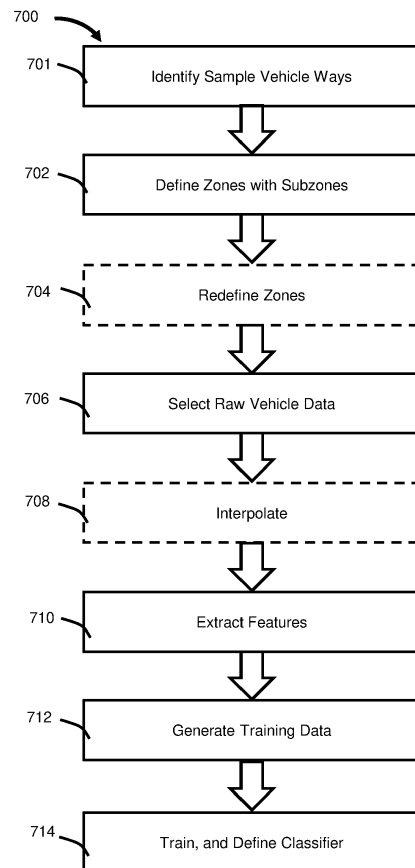 700
701
Identify Sample Vehicle Ways
702
Define Zones with Subzones
704
Redefine Zones
706
Select Raw Vehicle Data
708
Interpolate
710
Extract Features
712
Generate Training Data
714
Train, and Define Classifier